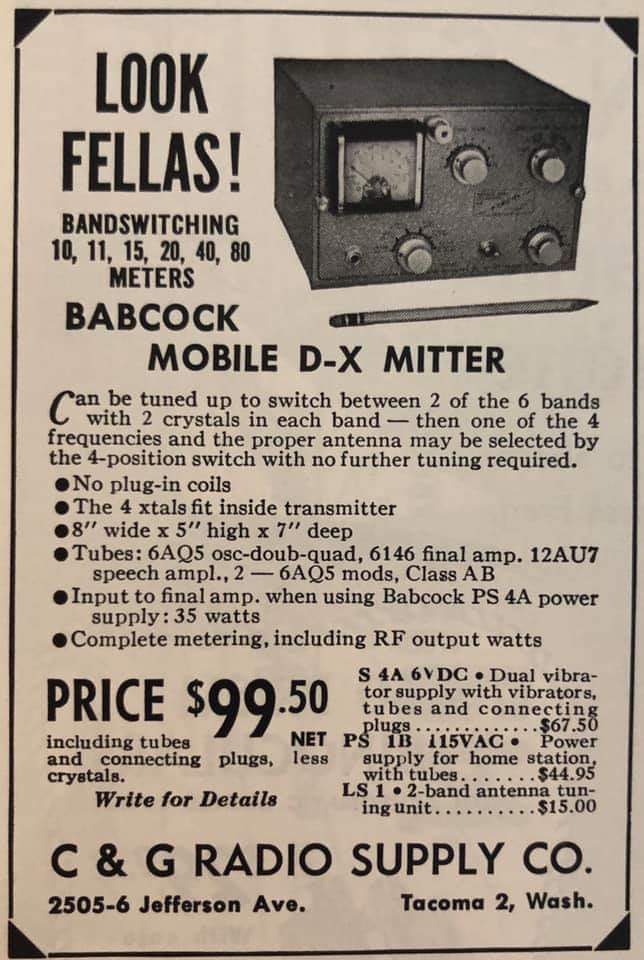 LOOK
FELLAS!
BANDSWITCHING
10, 11, 15, 20, 40, 80
METERS
BABCOCK
MOBILE D-X MITTER
Can be tuned up to switch between 2 of the 6 bands
with 2 crystals in each band — then one of the 4
frequencies and the proper antenna may be selected by
the 4-position switch with no further tuning required.
●No plug-in coils
●The 4 xtals fit inside transmitter
●8″ wide x 5″ high x 7″ deep
●Tubes: 6AQ5 osc-doub-quad, 6146 final amp. 12AU7
speech ampl., 2 — 6AQ5 mods, Class AB
●Input to final amp. when using Babcock PS 4A power
supply: 35 watts
●Complete metering, including RF output watts
PRICE $99.50
including tubes NET
and connecting plugs, less
crystals.
Write for Details
S 4A 6VDC • Dual vibra-
tor supply with vibrators,
tubes and connecting
plugs .............$67.50
PS 1B 115VAC • Power
supply for home station,
with tubes.......$44.95
LS 1 • 2-band antenna tun-
ing unit..........$15.00
C & G RADIO SUPPLY CO.
2505-6 Jefferson Ave. Tacoma 2, Wash.